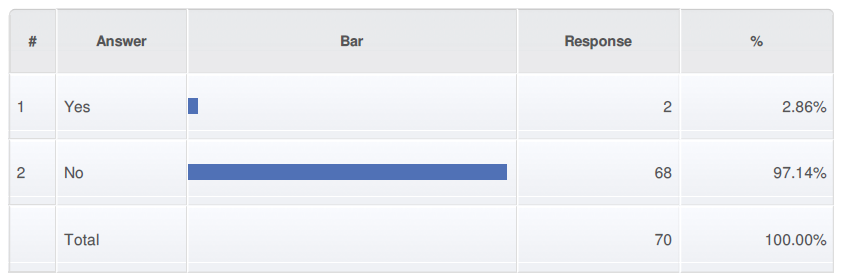 # Answer Bar Response %
1 Yes 2 2.86%
2 No 68 97.14%
Total 70 100.00%